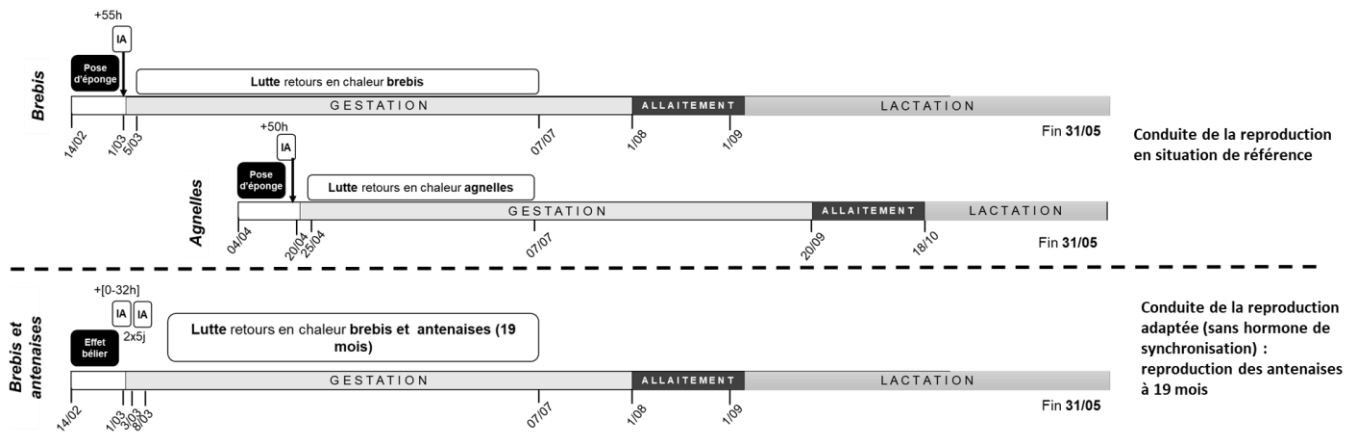 +55h
IA
Pose
d'éponge
Lutte retours en chaleur brebis
Brebis
GESTATION
ALLAITEMENT
LACTATION
14/02
1/03
5/03
07/07
1/08
1/09
Fin 31/05
Conduite de la reproduction
en situation de référence
+50h
IA
Pose
d'éponge
Lutte retours en chaleur agnelles
Agnelles
GESTATION
ALLAITEMENT
LACTATION
04/04
20/04
25/04
07/07
20/09
18/10
Fin 31/05
+[0-32h]
IA
IA
2x5j
Effet
bélier
Lutte retours en chaleur brebis et antenaises (19
mois)
Brebis et
antenaises
GESTATION
ALLAITEMENT
LACTATION
14/02
1/03
3/03
8/03
07/07
1/08
1/09
Fin 31/05
Conduite de la reproduction
adaptée (sans hormone de
synchronisation) :
reproduction des antenaises
à 19 mois